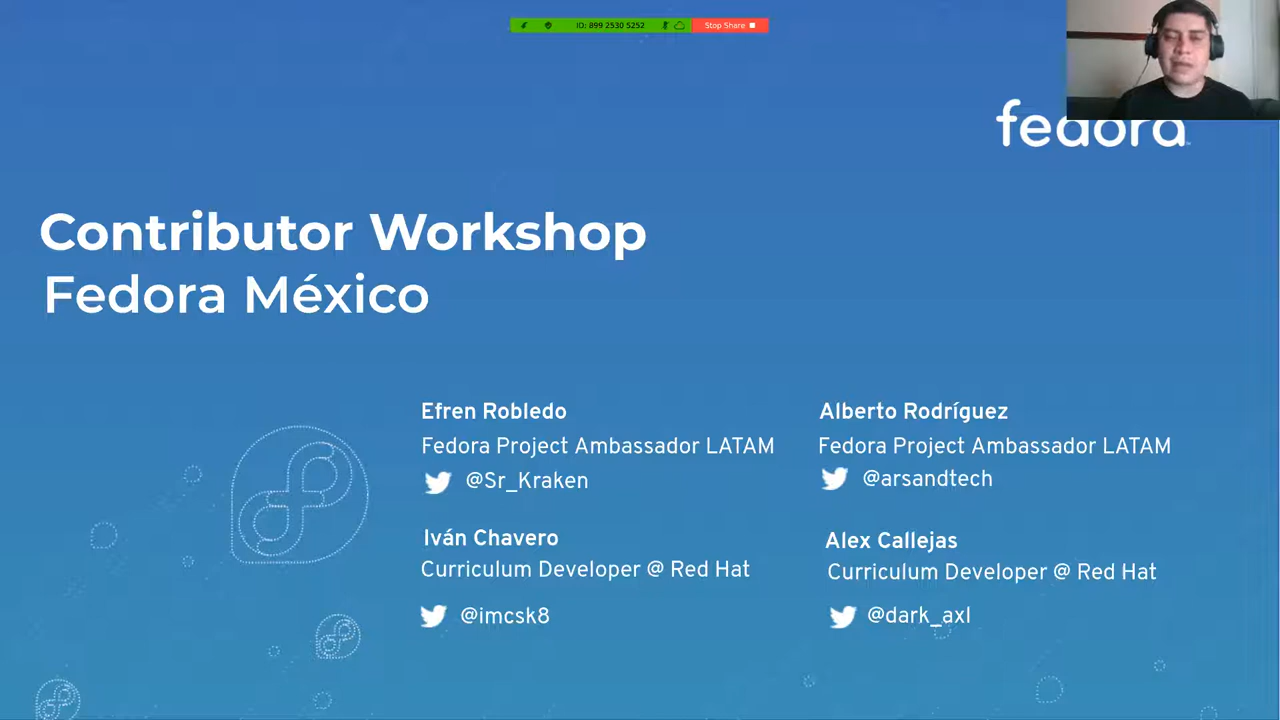 ID: 899 2530 5252 Stop Share
fedora
Contributor Workshop
Fedora México
Efren Robledo
Fedora Project Ambassador LATAM
@Sr_Kraken
Alberto Rodríguez
Fedora Project Ambassador LATAM
@arsandtech
Iván Chavero
Curriculum Developer @ Red Hat
@imcsk8
Alex Callejas
Curriculum Developer @ Red Hat
@dark_axl